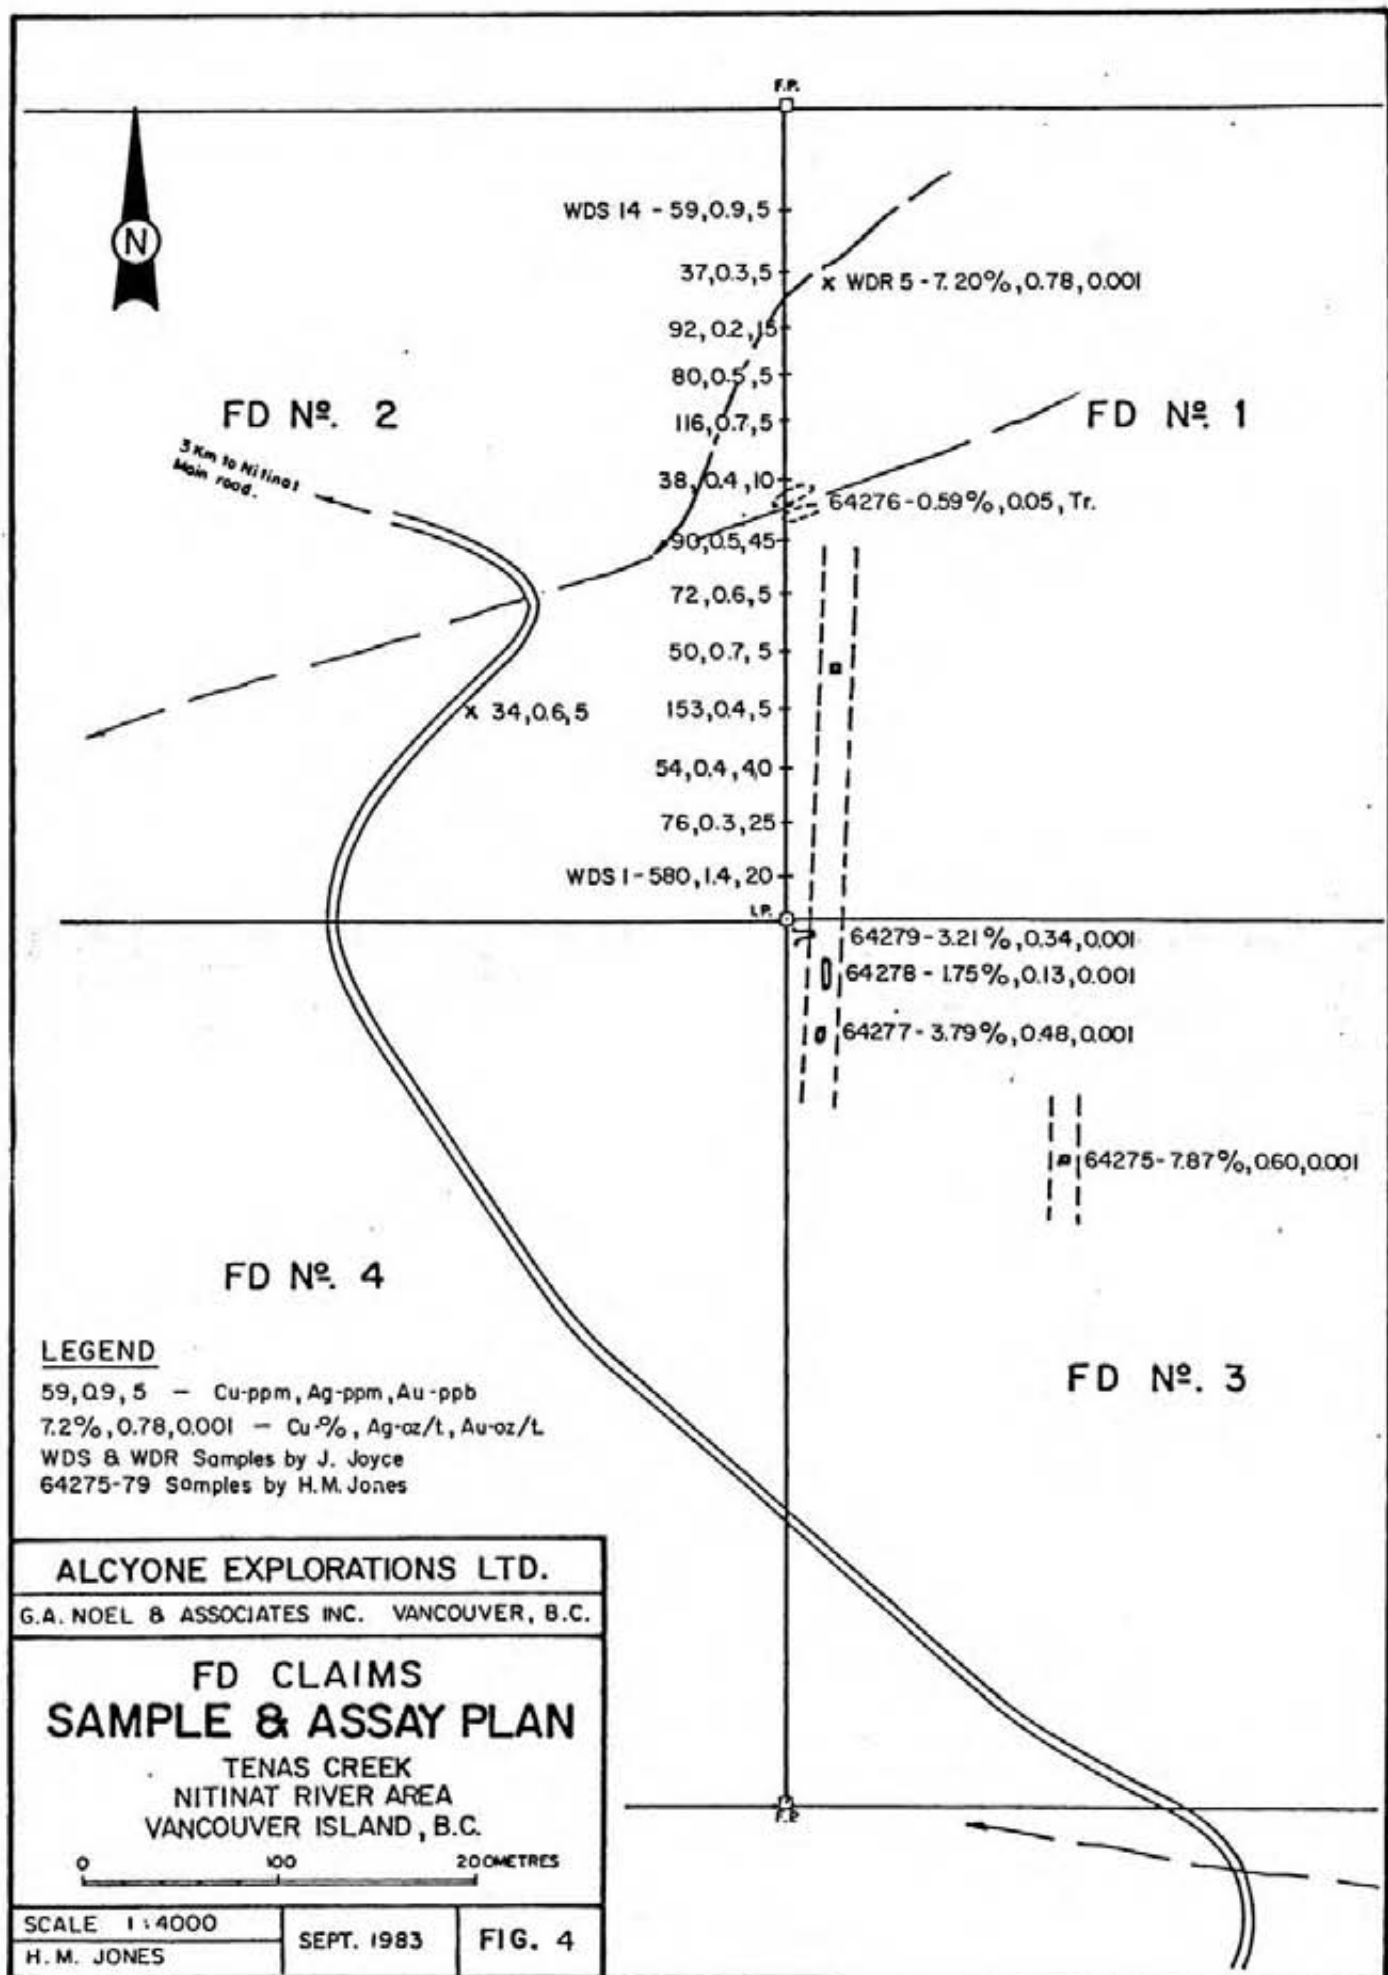 F.P.
WDS 14 - 59,0.9,5
37,0.3,5
x WDR 5 - 7.20%,0.78,0.001
92,0.2,15
80,0.5,5
FD Nº. 2
116,0.7,5
FD Nº. 1
3 Km to Nitinat
Main road.
38,0.4,10
64276-0.59%,0.05,Tr.
90,0.5,45
72,0.6,5
50,0.7,5
x 34,0.6,5
153,0.4,5
54,0.4,40
76,0.3,25
WDS 1-580,1.4,20
I.P.
64279-3.21%,0.34,0.001
64278-1.75%,0.13,0.001
64277-3.79%,0.48,0.001
64275-7.87%,0.60,0.001
FD Nº. 4
FD Nº. 3
LEGEND
59,0.9,5 — Cu-ppm, Ag-ppm, Au-ppb
7.2%,0.78,0.001 — Cu-%, Ag-oz/t, Au-oz/t
WDS & WDR Samples by J. Joyce
64275-79 Samples by H.M. Jones
F.P.
ALCYONE EXPLORATIONS LTD.
G.A. NOEL & ASSOCIATES INC. VANCOUVER, B.C.
FD CLAIMS
SAMPLE & ASSAY PLAN
TENAS CREEK
NITINAT RIVER AREA
VANCOUVER ISLAND, B.C.
0 100 200METRES
SCALE 1:4000
H.M. JONES
SEPT. 1983
FIG. 4
N